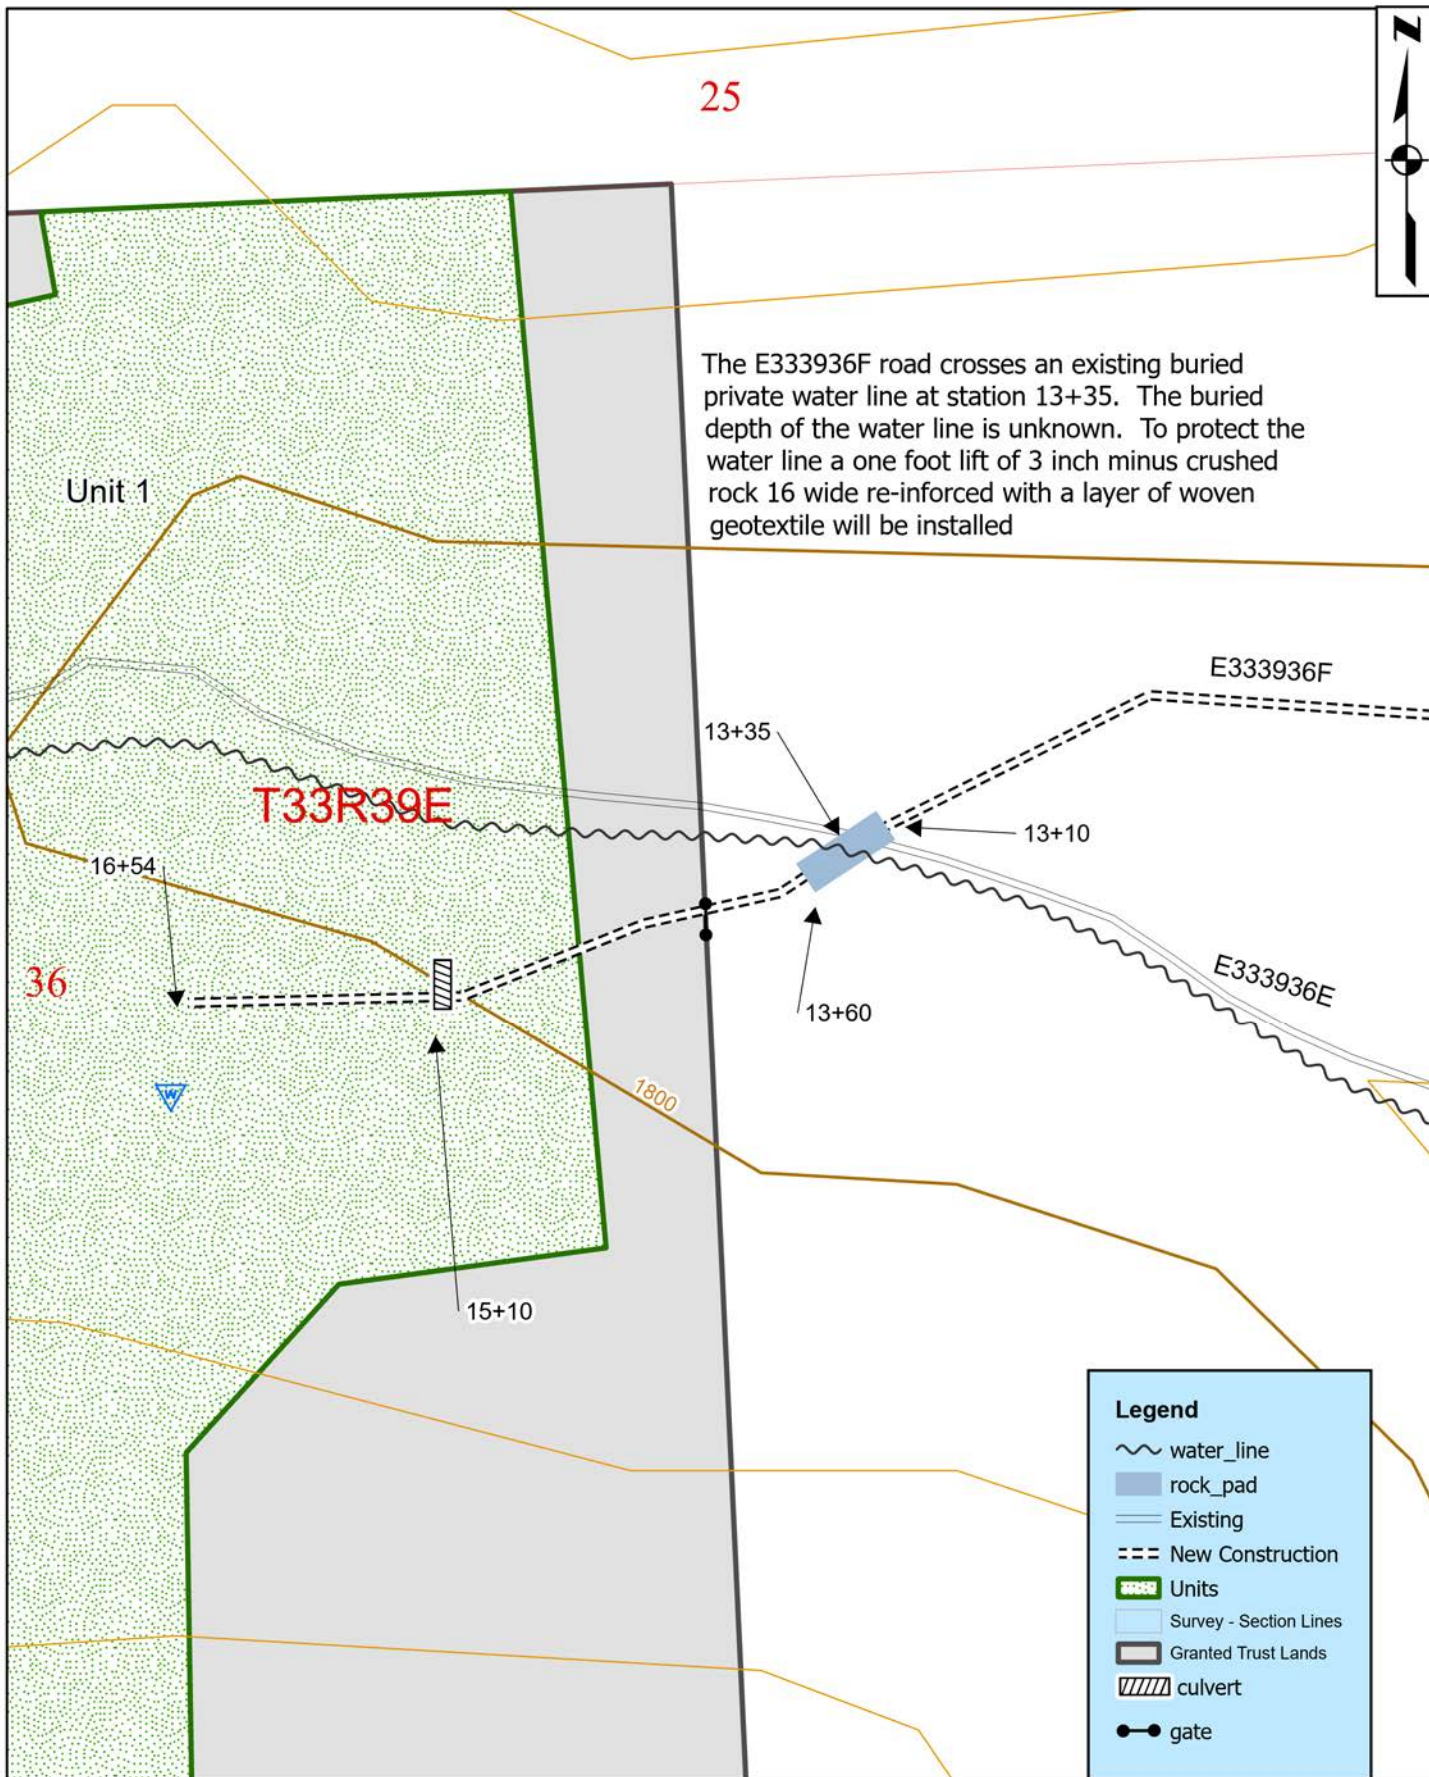 25
N
The E333936F road crosses an existing buried
private water line at station 13+35. The buried
depth of the water line is unknown. To protect the
water line a one foot lift of 3 inch minus crushed
rock 16 wide re-inforced with a layer of woven
geotextile will be installed
Unit 1
E333936F
13+35
T33R39E
13+10
16+54
36
E333936E
13+60
W
1800
15+10
Legend
water_line
rock_pad
Existing
New Construction
Units
Survey - Section Lines
Granted Trust Lands
culvert
gate